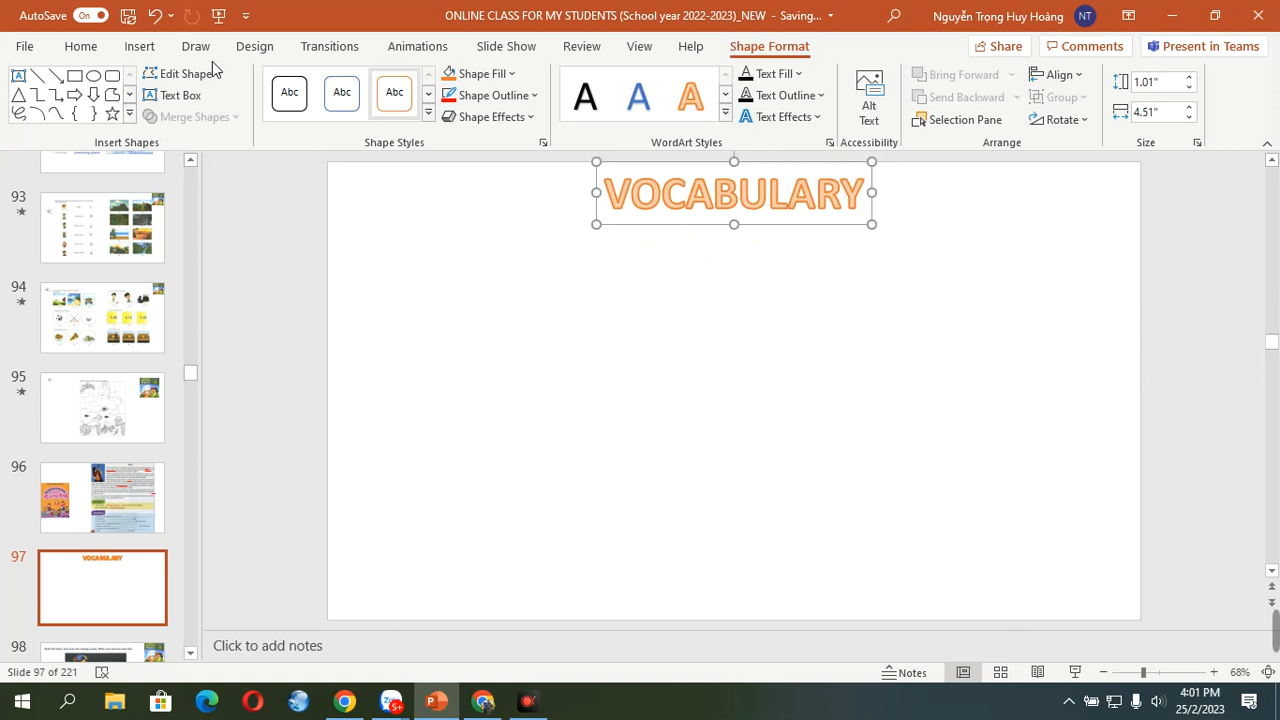 AutoSave On ONLINE CLASS FOR MY STUDENTS (School year 2022-2023)_NEW - Saving... Nguyễn Trọng Huy Hoàng NT
File Home Insert Draw Design Transitions Animations Slide Show Review View Help Shape Format Share Comments Present in Teams
Edit Shape Text Box Merge Shapes
Insert Shapes
Abc Abc Abc
Shape Fill
Shape Outline
Shape Effects
Shape Styles
A A A
Text Fill
Text Outline
Text Effects
WordArt Styles
Alt
Text
Accessibility
Bring Forward
Send Backward
Selection Pane
Align
Group
Rotate
Arrange
1.01"
4.51"
Size
93
94
95
96
97
VOCABULARY
98
VOCABULARY
Click to add notes
Slide 97 of 221 Notes 68%
5+
4:01 PM
25/2/2023